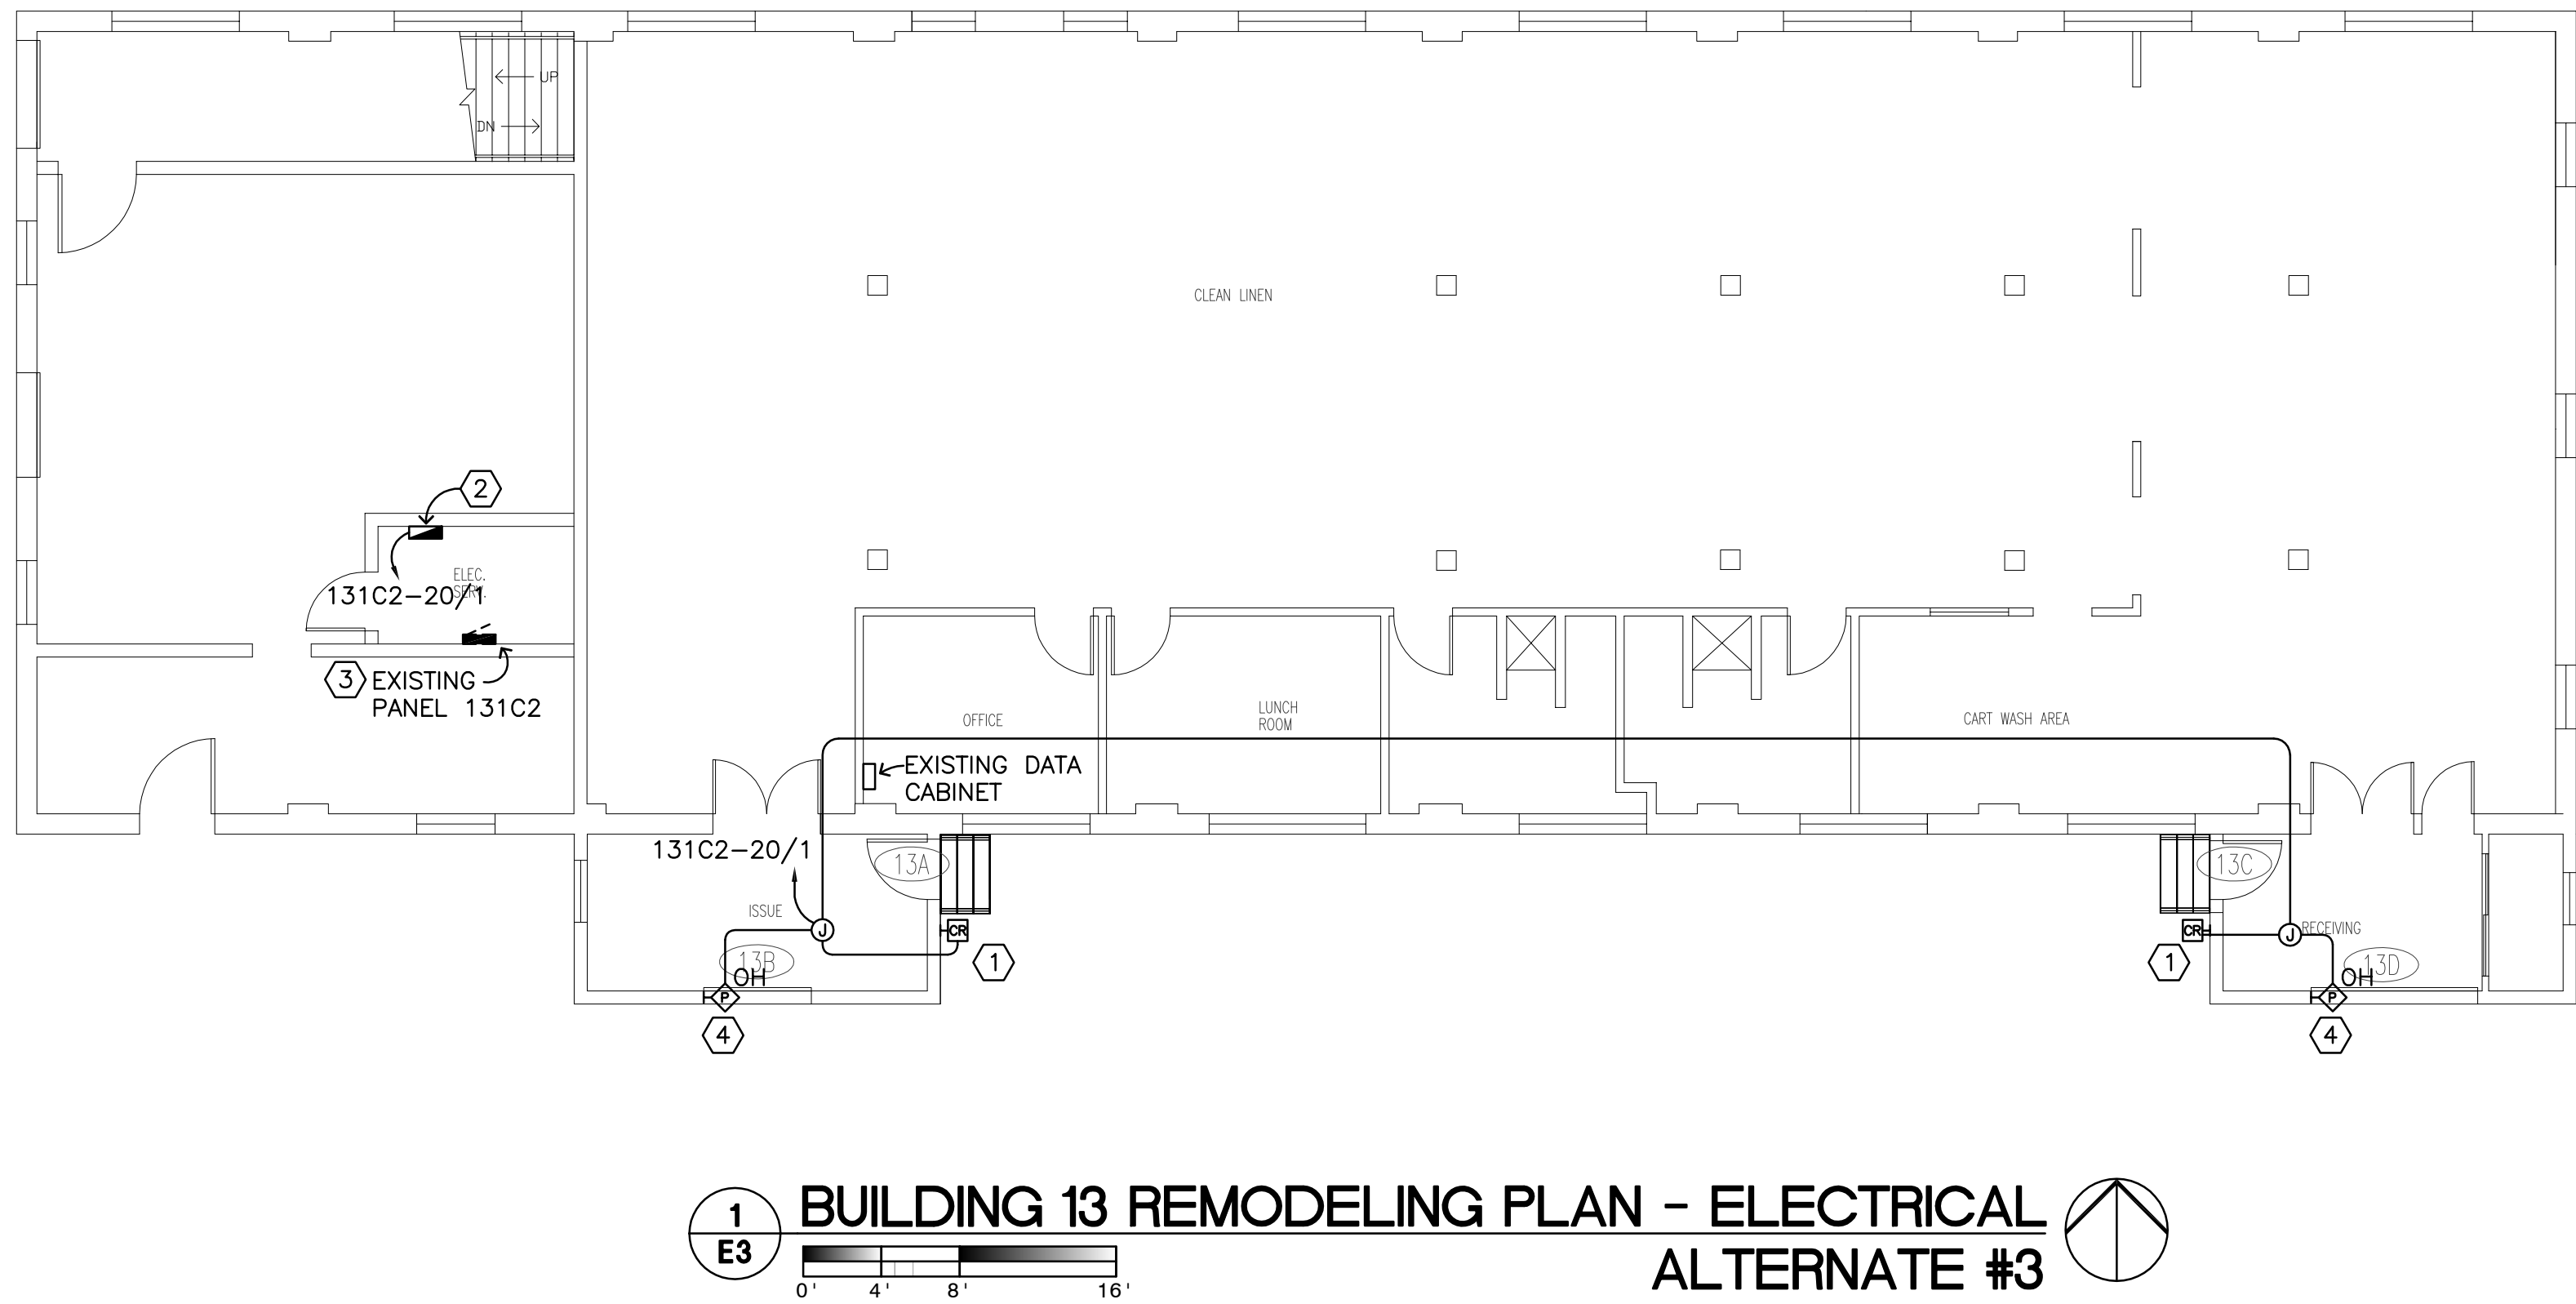 UP
DN
CLEAN LINEN
2
ELEC.
SERV.
131C2-20/1
3
EXISTING
PANEL 131C2
OFFICE
LUNCH
ROOM
CART WASH AREA
EXISTING DATA
CABINET
131C2-20/1
13A
13C
ISSUE
J
CR
1
CR
1
J
RECEIVING
13B
OH
P
4
13D
OH
P
4
1
E3
BUILDING 13 REMODELING PLAN - ELECTRICAL
ALTERNATE #3
0' 4' 8' 16'